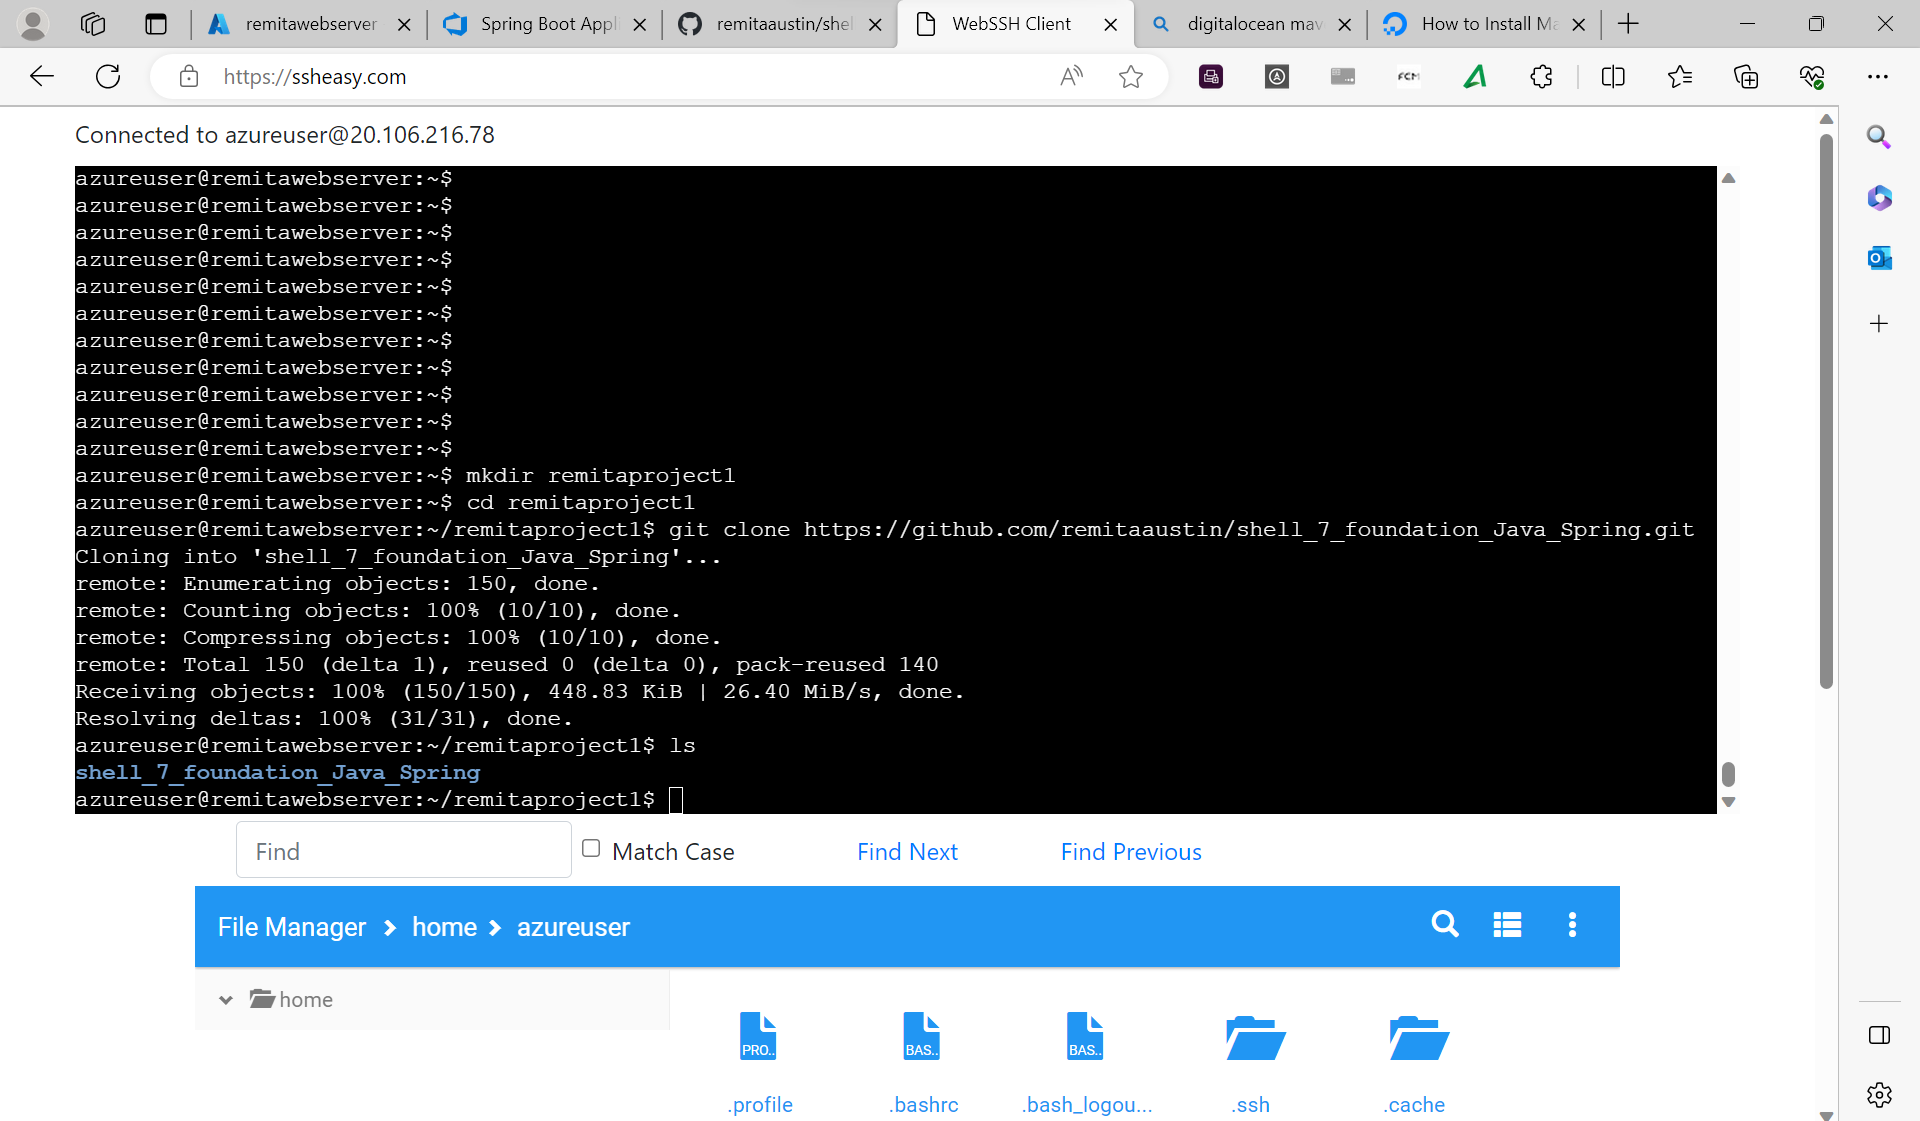 remitawebserver
Spring Boot Appli
remitaaustin/shel
WebSSH Client
digitalocean mav
How to Install Ma
https://ssheasy.com
FCM
Connected to azureuser@20.106.216.78
azureuser@remitawebserver:~$
azureuser@remitawebserver:~$
azureuser@remitawebserver:~$
azureuser@remitawebserver:~$
azureuser@remitawebserver:~$
azureuser@remitawebserver:~$
azureuser@remitawebserver:~$
azureuser@remitawebserver:~$
azureuser@remitawebserver:~$
azureuser@remitawebserver:~$
azureuser@remitawebserver:~$
azureuser@remitawebserver:~$ mkdir remitaproject1
azureuser@remitawebserver:~$ cd remitaproject1
azureuser@remitawebserver:~/remitaproject1$ git clone https://github.com/remitaaustin/shell_7_foundation_Java_Spring.git
Cloning into 'shell_7_foundation_Java_Spring'...
remote: Enumerating objects: 150, done.
remote: Counting objects: 100% (10/10), done.
remote: Compressing objects: 100% (10/10), done.
remote: Total 150 (delta 1), reused 0 (delta 0), pack-reused 140
Receiving objects: 100% (150/150), 448.83 KiB | 26.40 MiB/s, done.
Resolving deltas: 100% (31/31), done.
azureuser@remitawebserver:~/remitaproject1$ ls
shell_7_foundation_Java_Spring
azureuser@remitawebserver:~/remitaproject1$
Find
Match Case
Find Next
Find Previous
File Manager > home > azureuser
home
PRO..
BAS..
BAS..
.profile
.bashrc
.bash_logou...
.ssh
.cache